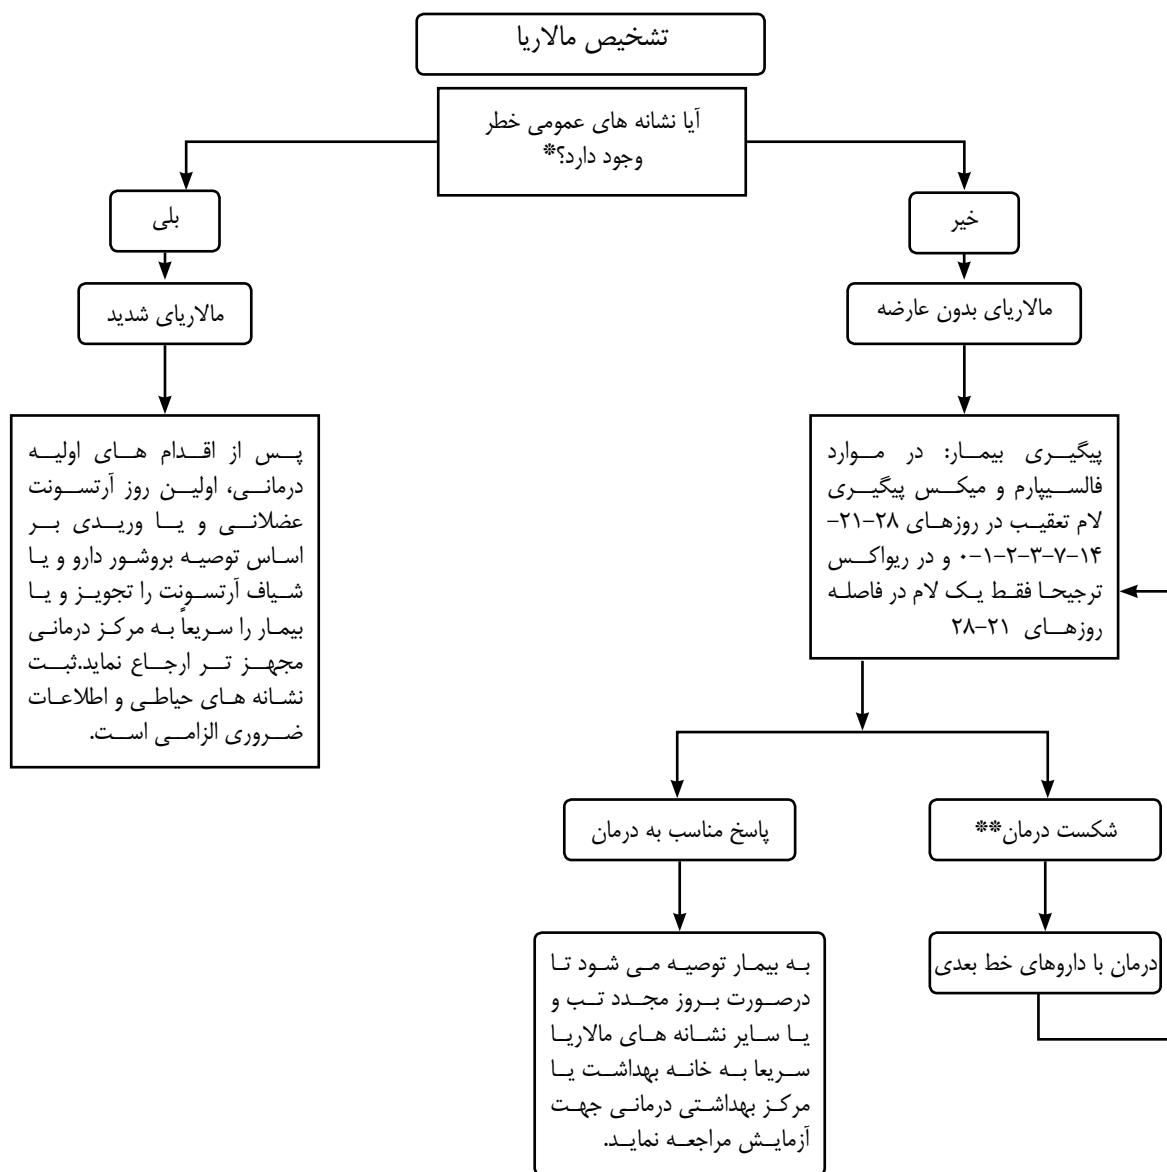 تشخیص مالاریا
آیا نشانه های عمومی خطر
وجود دارد؟*
خیر
بلی
مالاریای بدون عارضه
مالاریای شدید
پیگیری بیمار: در موارد
فالسیپارم و میکس پیگیری
لام تعقیب در روزهای ۲۸-۲۱-
۱۴-۷-۳-۲-۱-۰ و در ریواکس
ترجیحا فقط یک لام در فاصله
روزهای ۲۱-۲۸
پس از اقدام های اولیه
درمانی، اولین روز آرتسونت
عضلانی و یا وریدی بر
اساس توصیه بروشور دارو و یا
شیاف آرتسونت را تجویز و یا
بیمار را سریعاً به مرکز درمانی
مجهز تر ارجاع نماید.ثبت
نشانه های حیاطی و اطلاعات
ضروری الزامی است.
شکست درمان**
پاسخ مناسب به درمان
درمان با داروهای خط بعدی
به بیمار توصیه می شود تا
درصورت بروز مجدد تب و
یا سایر نشانه های مالاریا
سریعا به خانه بهداشت یا
مرکز بهداشتی درمانی جهت
آزمایش مراجعه نماید.